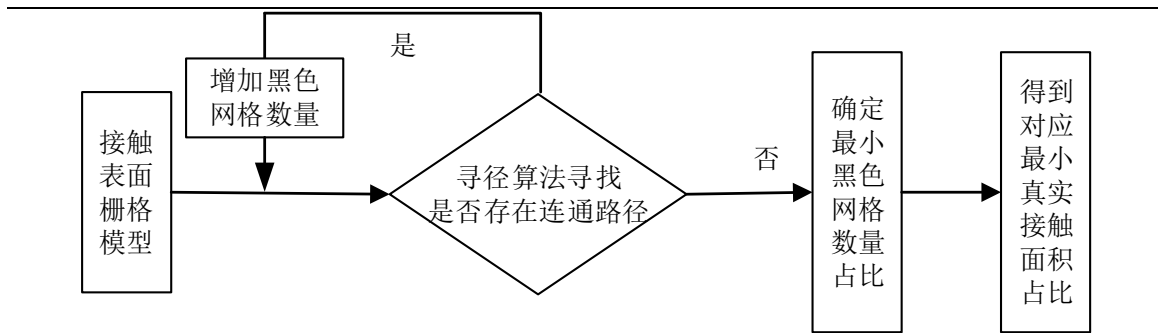 是
增加黑色
网格数量
接触
表面
栅格
模型
寻径算法寻找
是否存在连通路径
否
确定
最小
黑色
网格
数量
占比
得到
对应
最小
真实
接触
面积
占比